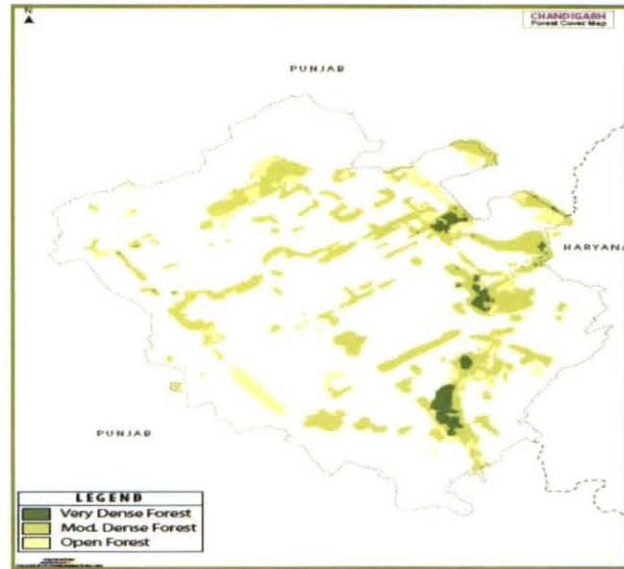 N
CHANDIGARH
Forest Cover Map
PUNJAB
HARYANA
PUNJAB
LEGEND
Very Dense Forest
Mod. Dense Forest
Open Forest